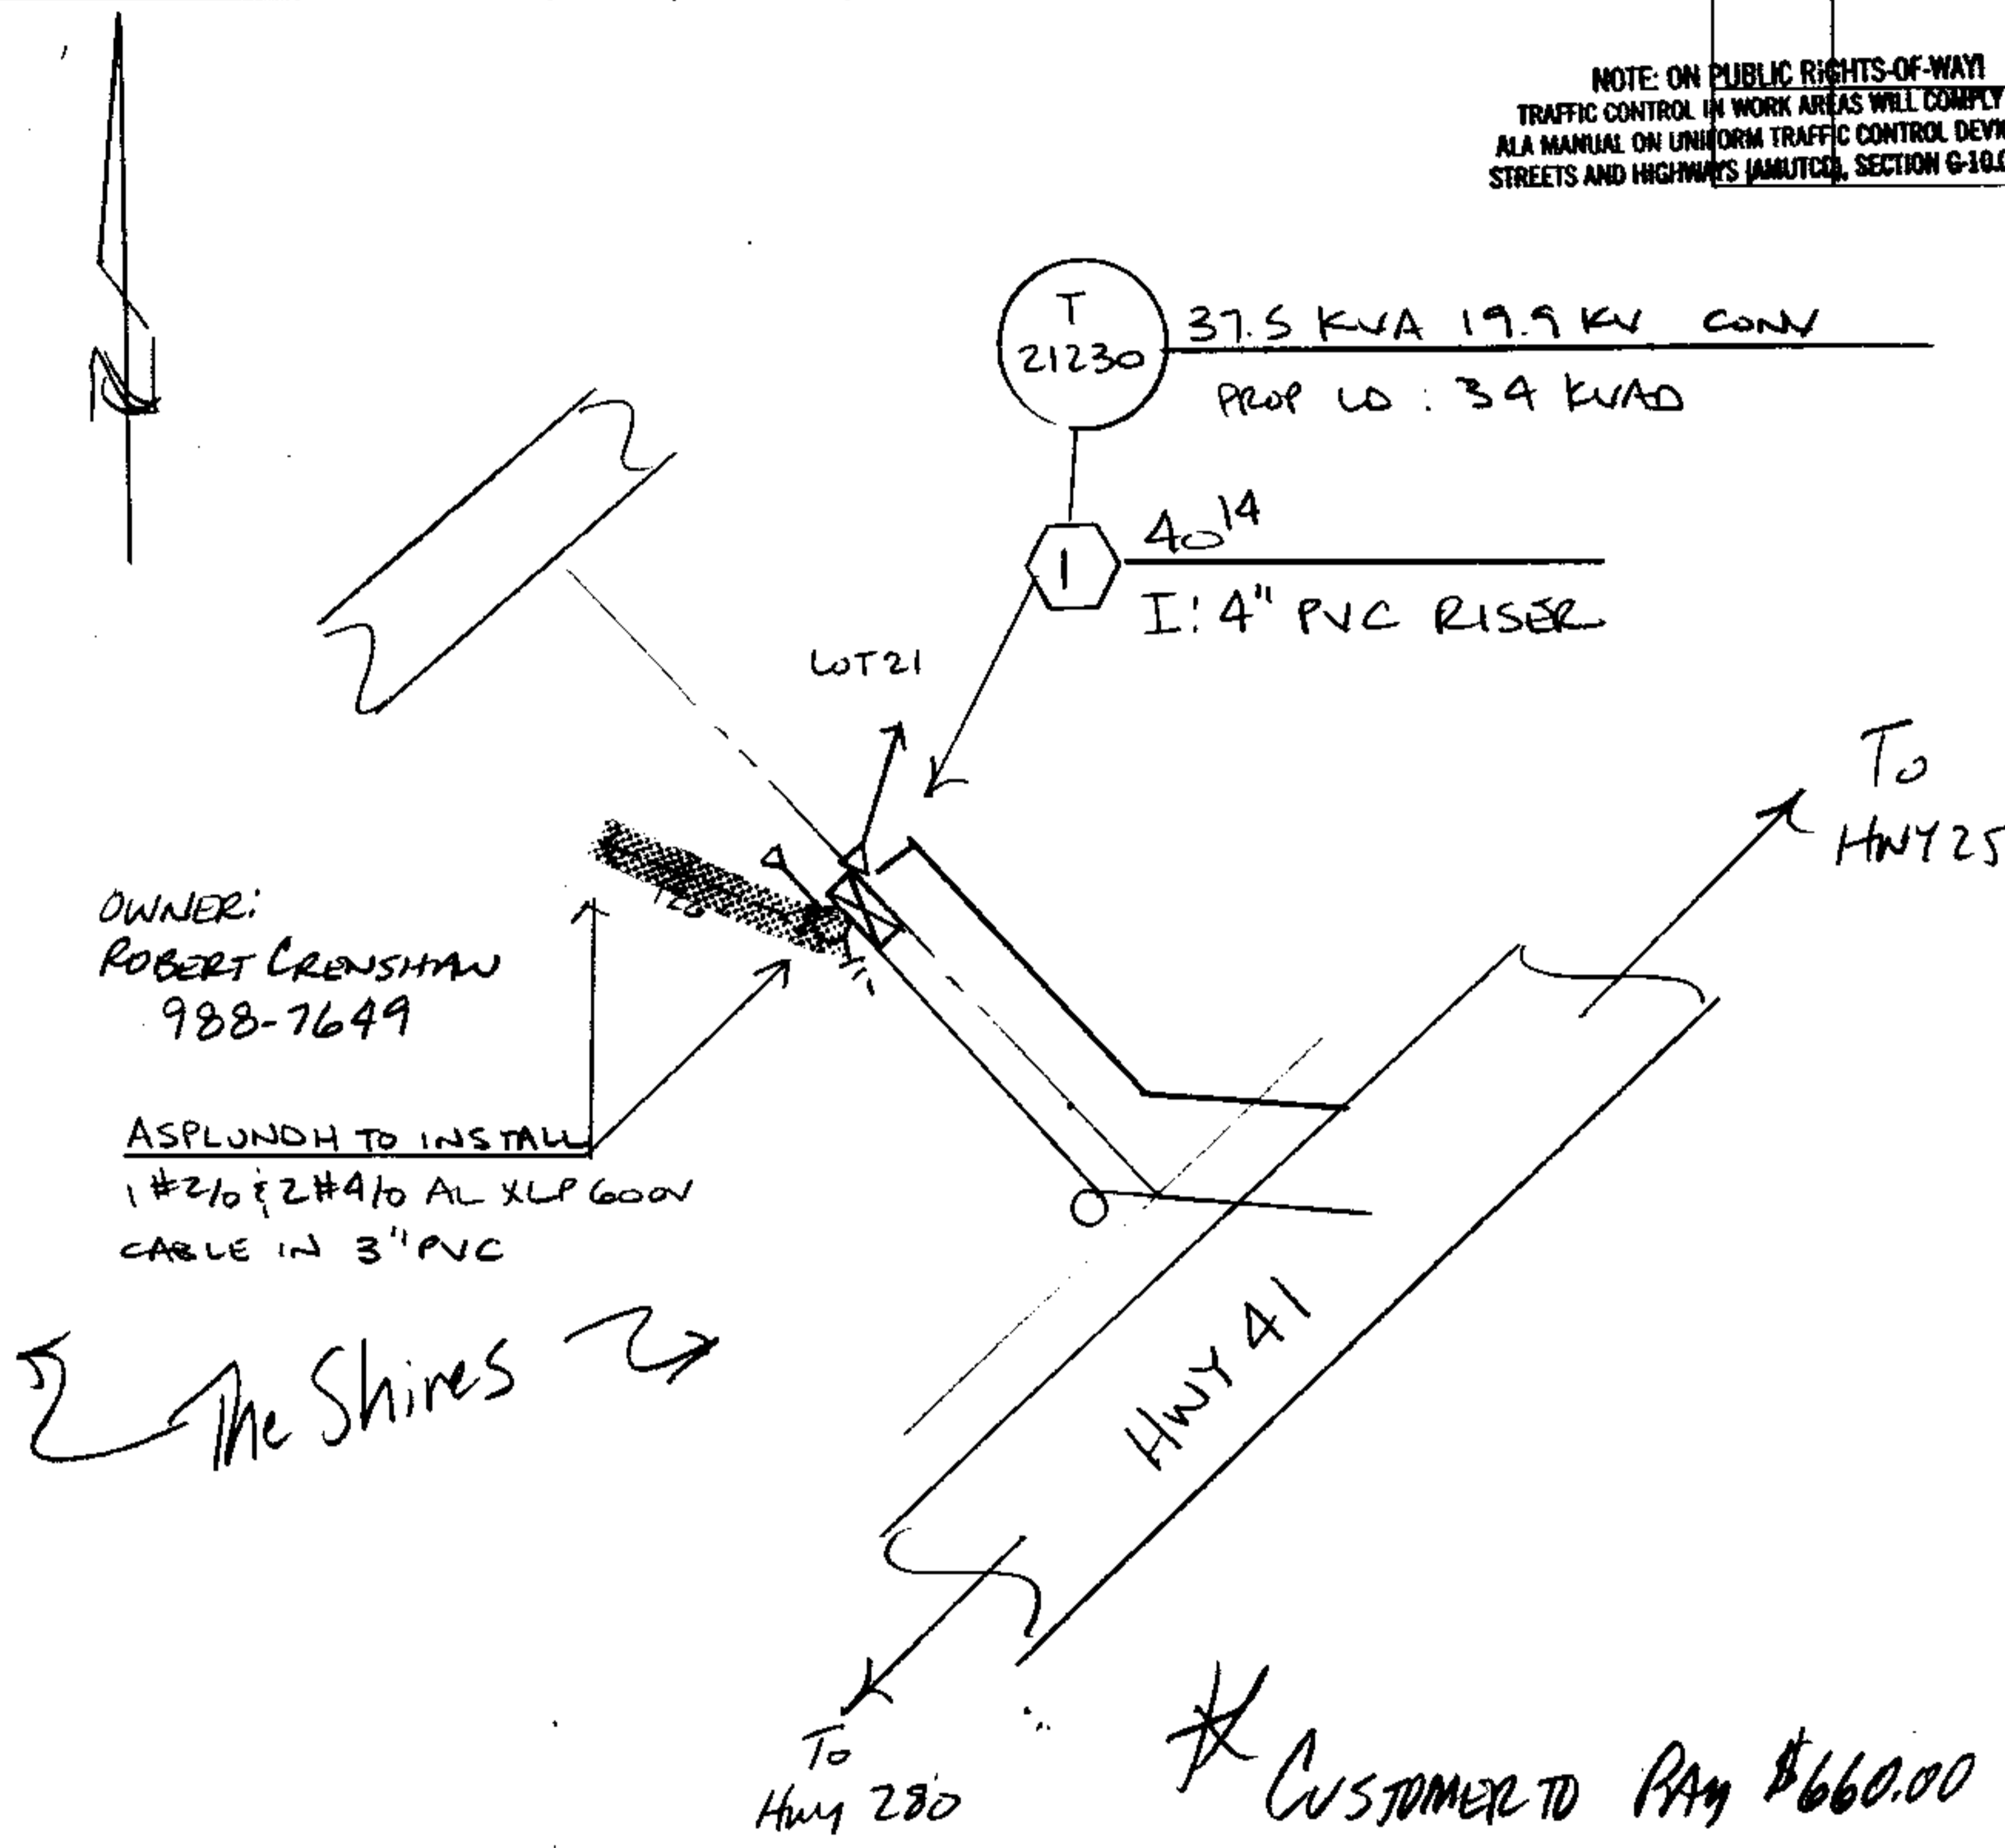 NOTE: ON PUBLIC RIGHTS-OF-WAY!
TRAFFIC CONTROL IN WORK AREAS WILL COMPLY
ALA MANUAL ON UNIFORM TRAFFIC CONTROL
STREETS AND HIGHWAYS (AMUTCD), SECTION
T
21230
37.5 KVA 19.9 KV CONV
PROP LD : 34 KVAD
1
40 14
I: 4" PVC RISER
LOT 21
To
HWY 25
OWNER:
ROBERT CRENSHAW
988-7649
ASPLUNDH TO INSTALL
1 #2/0 & 2 #4/0 AL XLP 600V
CABLE IN 3" PVC
The Shires
HWY 41
To
Hwy 280
* CUSTOMER TO PAY $660.00